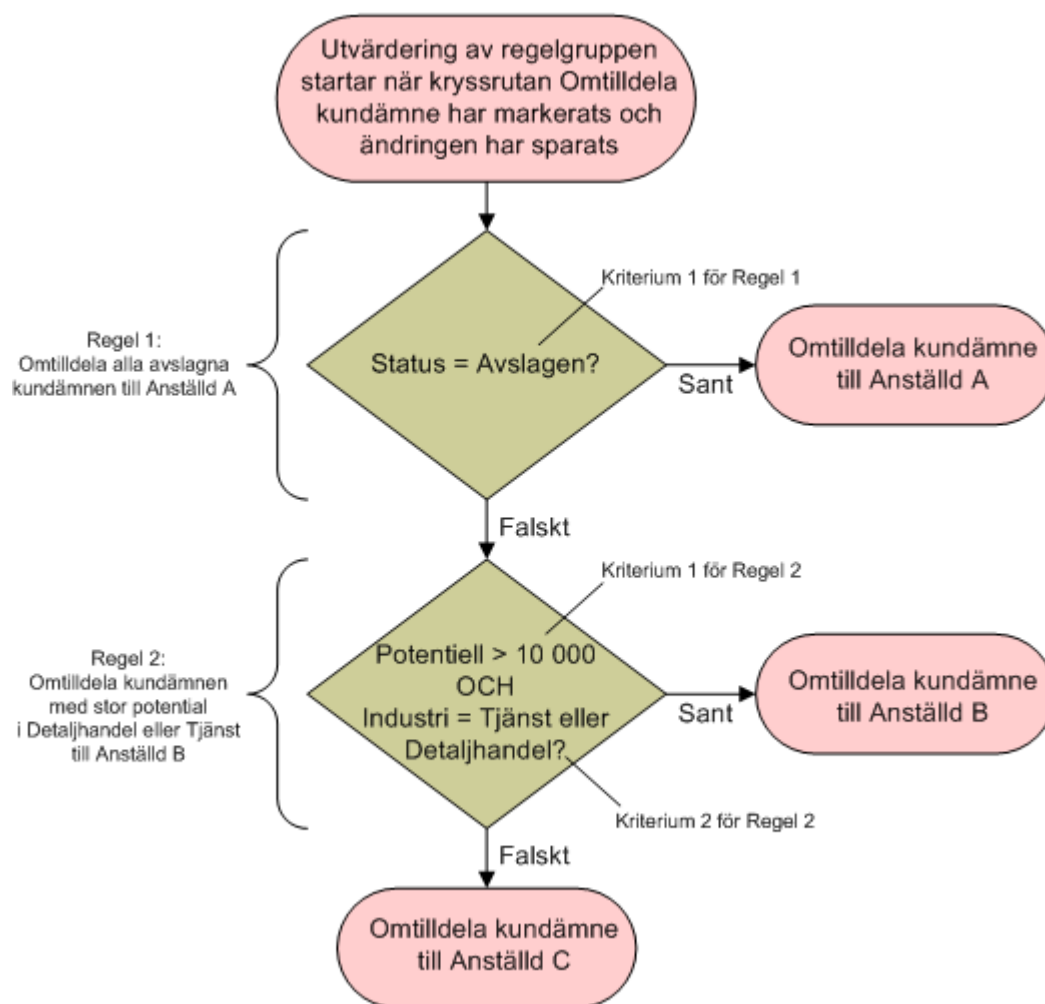 Utvärdering av regelgruppen
startar när kryssrutan Omtilldela
kundämne har markerats och
ändringen har sparats
Kriterium 1 för Regel 1
Regel 1:
Omtilldela alla avslagna
kundämnen till Anställd A
Status = Avslagen?
Sant
Omtilldela kundämne
till Anställd A
Falskt
Kriterium 1 för Regel 2
Regel 2:
Omtilldela kundämnen
med stor potential
i Detaljhandel eller Tjänst
till Anställd B
Potentiell > 10 000
OCH
Industri = Tjänst eller
Detaljhandel?
Sant
Omtilldela kundämne
till Anställd B
Kriterium 2 för Regel 2
Falskt
Omtilldela kundämne
till Anställd C